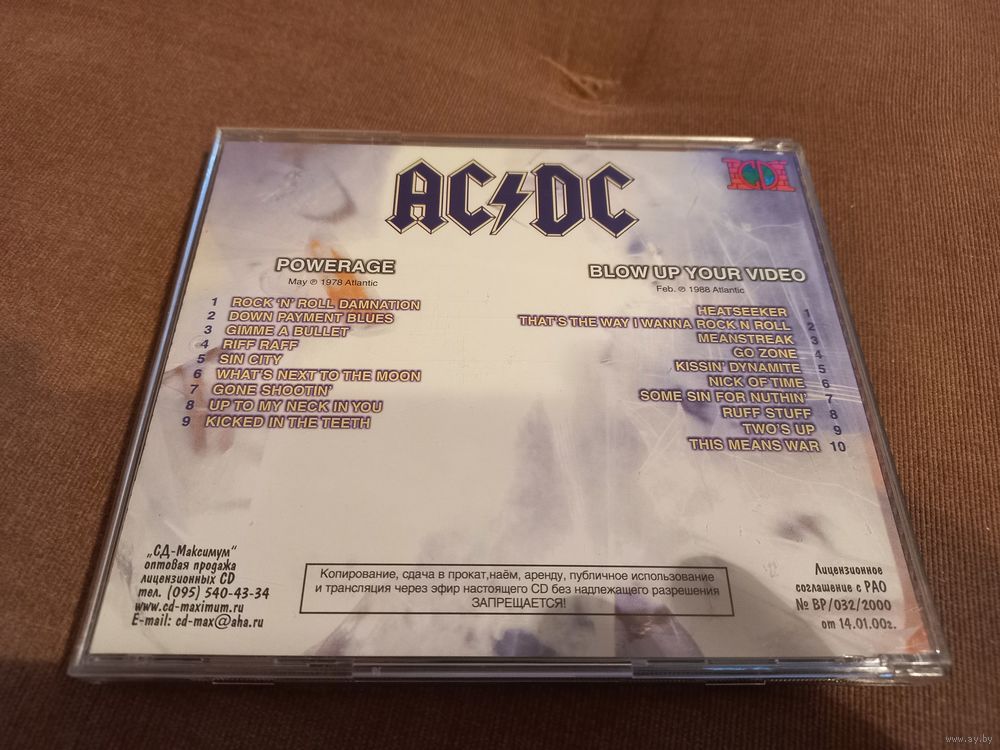 AC DC
CD
POWERAGE
May ℗ 1978 Atlantic
1 ROCK 'N' ROLL DAMNATION
2 DOWN PAYMENT BLUES
3 GIMME A BULLET
4 RIFF RAFF
5 SIN CITY
6 WHAT'S NEXT TO THE MOON
7 GONE SHOOTIN'
8 UP TO MY NECK IN YOU
9 KICKED IN THE TEETH
BLOW UP YOUR VIDEO
Feb. ℗ 1988 Atlantic
HEATSEEKER 1
THAT'S THE WAY I WANNA ROCK N ROLL 2
MEANSTREAK 3
GO ZONE 4
KISSIN' DYNAMITE 5
NICK OF TIME 6
SOME SIN FOR NUTHIN' 7
RUFF STUFF 8
TWO'S UP 9
THIS MEANS WAR 10
„СД-Максимум"
оптовая продажа
лицензионных CD
тел. (095) 540-43-34
www.cd-maximum.ru
E-mail: cd-max@aha.ru
Копирование, сдача в прокат,наём, аренду, публичное использование
и трансляция через эфир настоящего CD без надлежащего разрешения
ЗАПРЕЩАЕТСЯ!
Лицензионное
соглашение с РАО
№ ВР/032/2000
от 14.01.00г.
www.ay.by